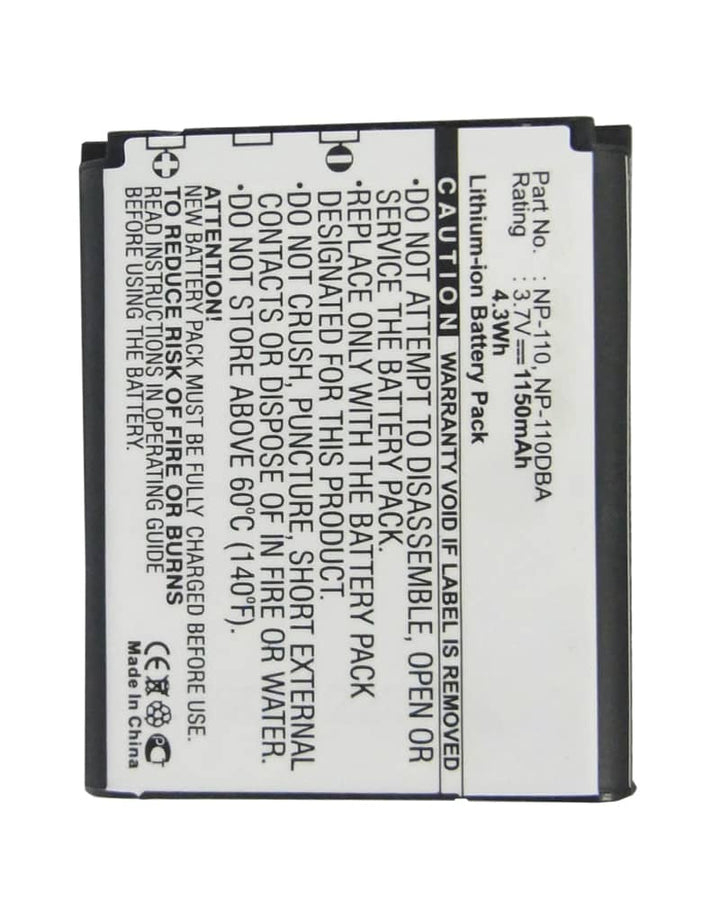 Part No. : NP-110, NP-110DBA
Rating : 3.7V 1150mAh
4.3Wh
Lithium-ion Battery Pack
CAUTION WARRANTY VOID IF LABEL IS REMOVED
•DO NOT ATTEMPT TO DISASSEMBLE, OPEN OR
SERVICE THE BATTERY PACK.
•REPLACE ONLY WITH THE BATTERY PACK
DESIGNATED FOR THIS PRODUCT.
•DO NOT CRUSH, PUNCTURE, SHORT EXTERNAL
CONTACTS OR DISPOSE OF IN FIRE OR WATER.
•DO NOT STORE ABOVE 60°C (140°F).
ATTENTION!
NEW BATTERY PACK MUST BE FULLY CHARGED BEFORE USE.
TO REDUCE RISK OF FIRE OR BURNS
READ INSTRUCTION IN OPERATING GUIDE
BEFORE USING THE BATTERY.
CE
Made In China